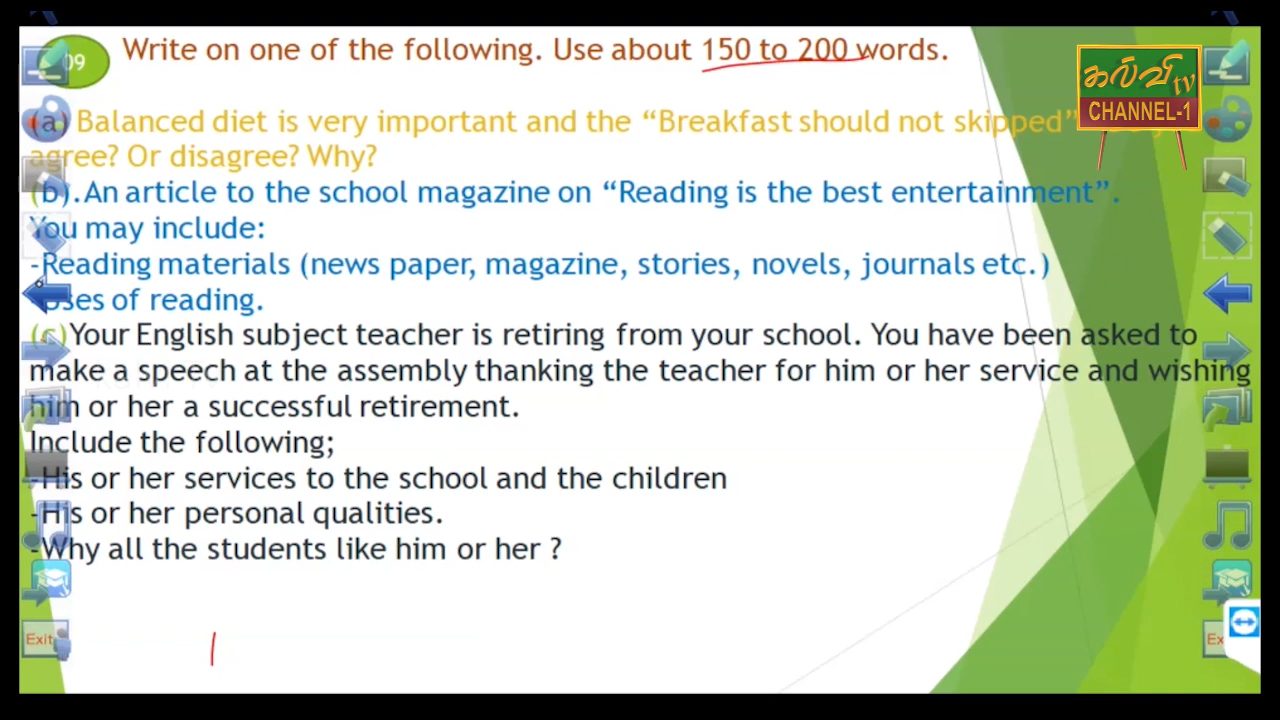 09 Write on one of the following. Use about 150 to 200 words.
கல்வி tv
CHANNEL-1
(a) Balanced diet is very important and the “Breakfast should not skipped”
agree? Or disagree? Why?
(b).An article to the school magazine on “Reading is the best entertainment”.
You may include:
-Reading materials (news paper, magazine, stories, novels, journals etc.)
-Uses of reading.
(c)Your English subject teacher is retiring from your school. You have been asked to
make a speech at the assembly thanking the teacher for him or her service and wishing
him or her a successful retirement.
Include the following;
-His or her services to the school and the children
-His or her personal qualities.
-Why all the students like him or her ?
Exit
Ex